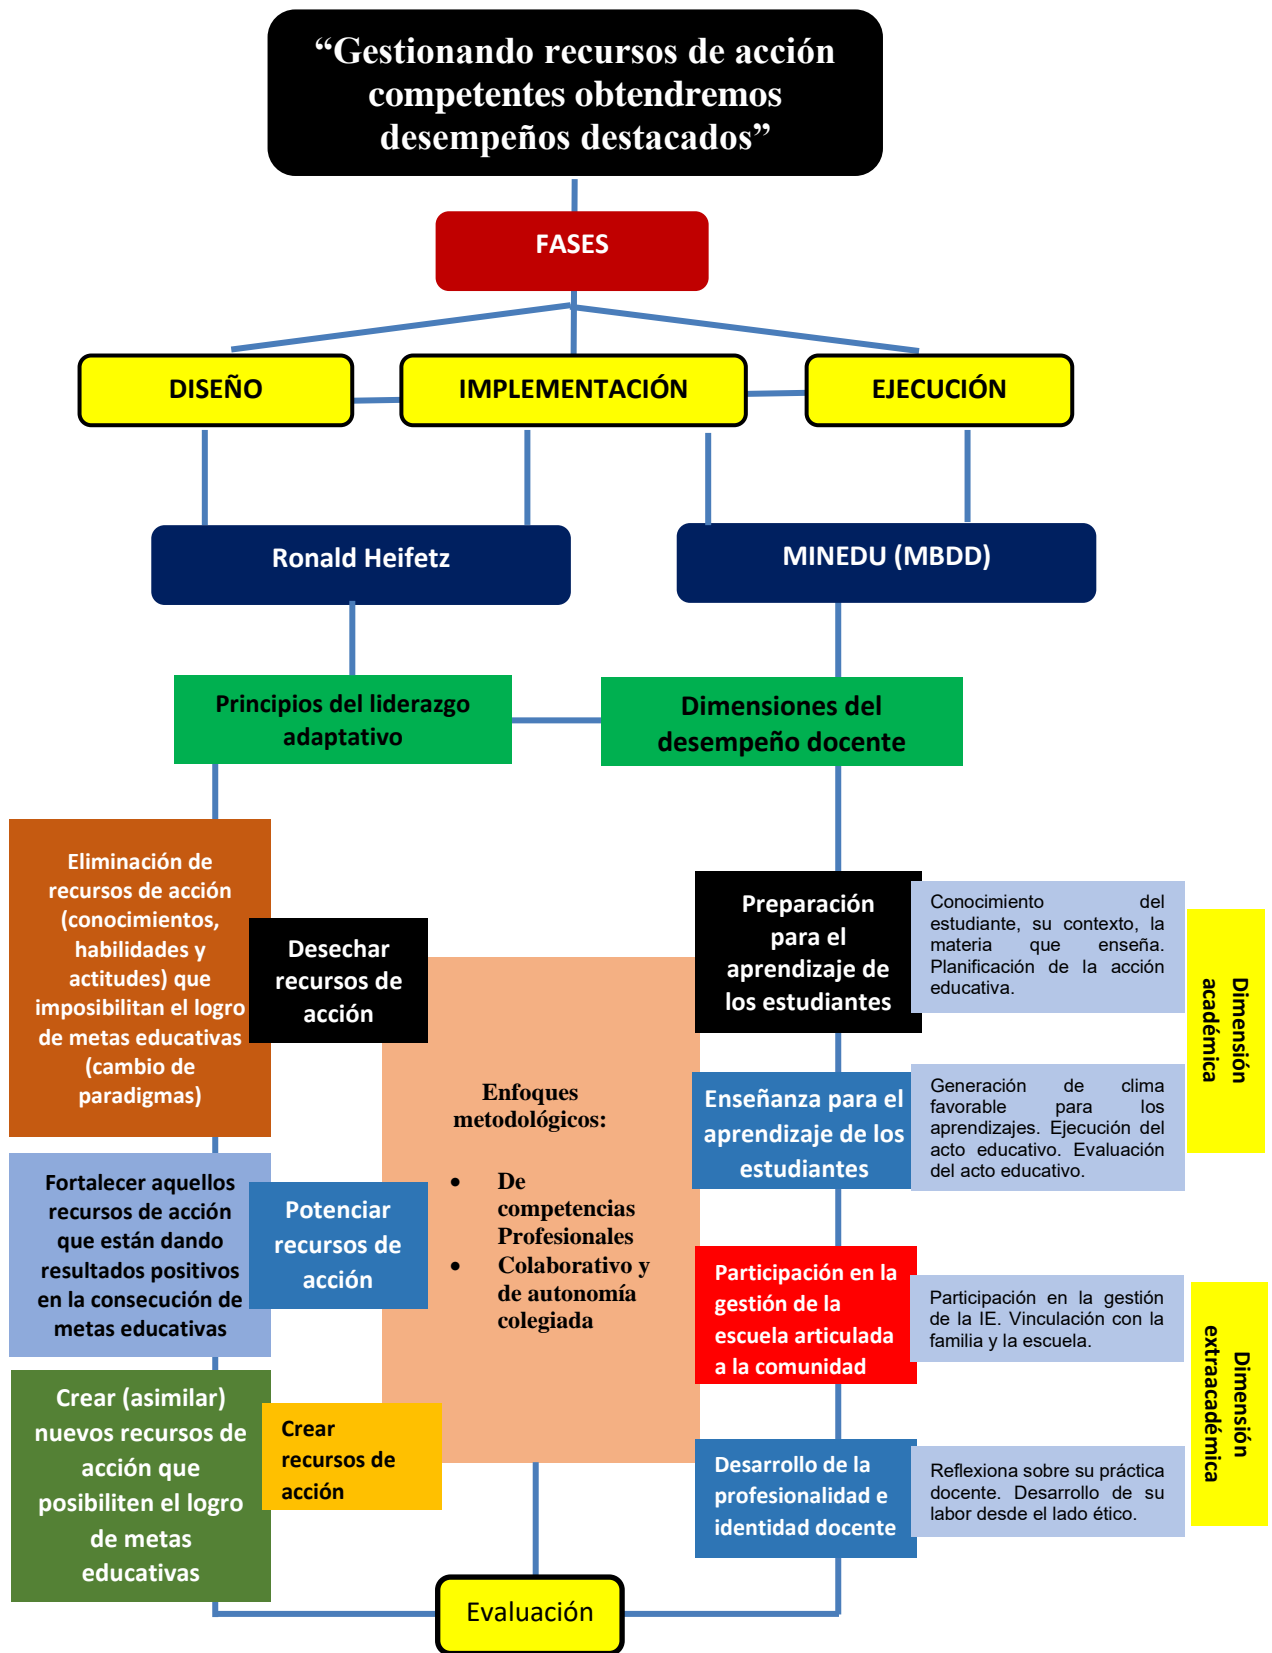 “Gestionando recursos de acción
competentes obtendremos
desempeños destacados”
FASES
DISEÑO
IMPLEMENTACIÓN
EJECUCIÓN
Ronald Heifetz
MINEDU (MBDD)
Principios del liderazgo
adaptativo
Dimensiones del
desempeño docente
Eliminación de
recursos de acción
(conocimientos,
habilidades y
actitudes) que
imposibilitan el logro
de metas educativas
(cambio de
paradigmas)
Desechar
recursos de
acción
Fortalecer aquellos
recursos de acción
que están dando
resultados positivos
en la consecución de
metas educativas
Potenciar
recursos de
acción
Crear (asimilar)
nuevos recursos de
acción que
posibiliten el logro
de metas
educativas
Crear
recursos de
acción
Enfoques
metodológicos:
• De
competencias
Profesionales
• Colaborativo y
de autonomía
colegiada
Preparación
para el
aprendizaje de
los estudiantes
Conocimiento del
estudiante, su contexto, la
materia que enseña.
Planificación de la acción
educativa.
Enseñanza para el
aprendizaje de los
estudiantes
Generación de clima
favorable para los
aprendizajes. Ejecución del
acto educativo. Evaluación
del acto educativo.
Dimensión
académica
Participación en la
gestión de la
escuela articulada
a la comunidad
Participación en la gestión
de la IE. Vinculación con la
familia y la escuela.
Desarrollo de la
profesionalidad e
identidad docente
Reflexiona sobre su práctica
docente. Desarrollo de su
labor desde el lado ético.
Dimensión
extraacadémica
Evaluación